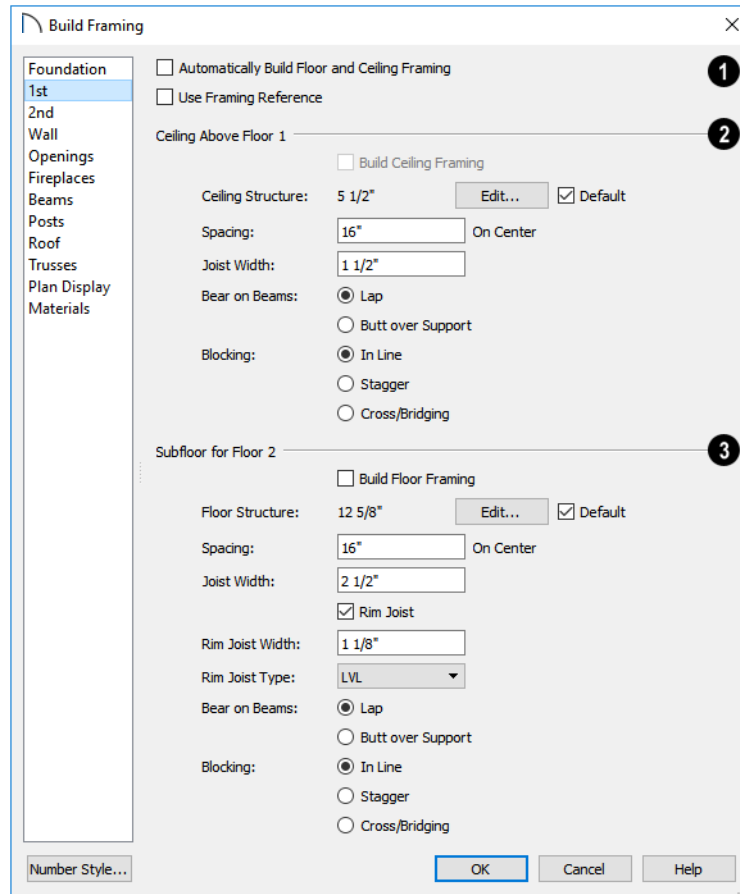 Build Framing
Foundation
1st
2nd
Wall
Openings
Fireplaces
Beams
Posts
Roof
Trusses
Plan Display
Materials
Automatically Build Floor and Ceiling Framing
1
Use Framing Reference
Ceiling Above Floor 1
2
Build Ceiling Framing
Ceiling Structure: 5 1/2" Edit... Default
Spacing: 16" On Center
Joist Width: 1 1/2"
Bear on Beams: Lap
Butt over Support
Blocking: In Line
Stagger
Cross/Bridging
Subfloor for Floor 2
3
Build Floor Framing
Floor Structure: 12 5/8" Edit... Default
Spacing: 16" On Center
Joist Width: 2 1/2"
Rim Joist
Rim Joist Width: 1 1/8"
Rim Joist Type: LVL
Bear on Beams: Lap
Butt over Support
Blocking: In Line
Stagger
Cross/Bridging
Number Style... OK Cancel Help